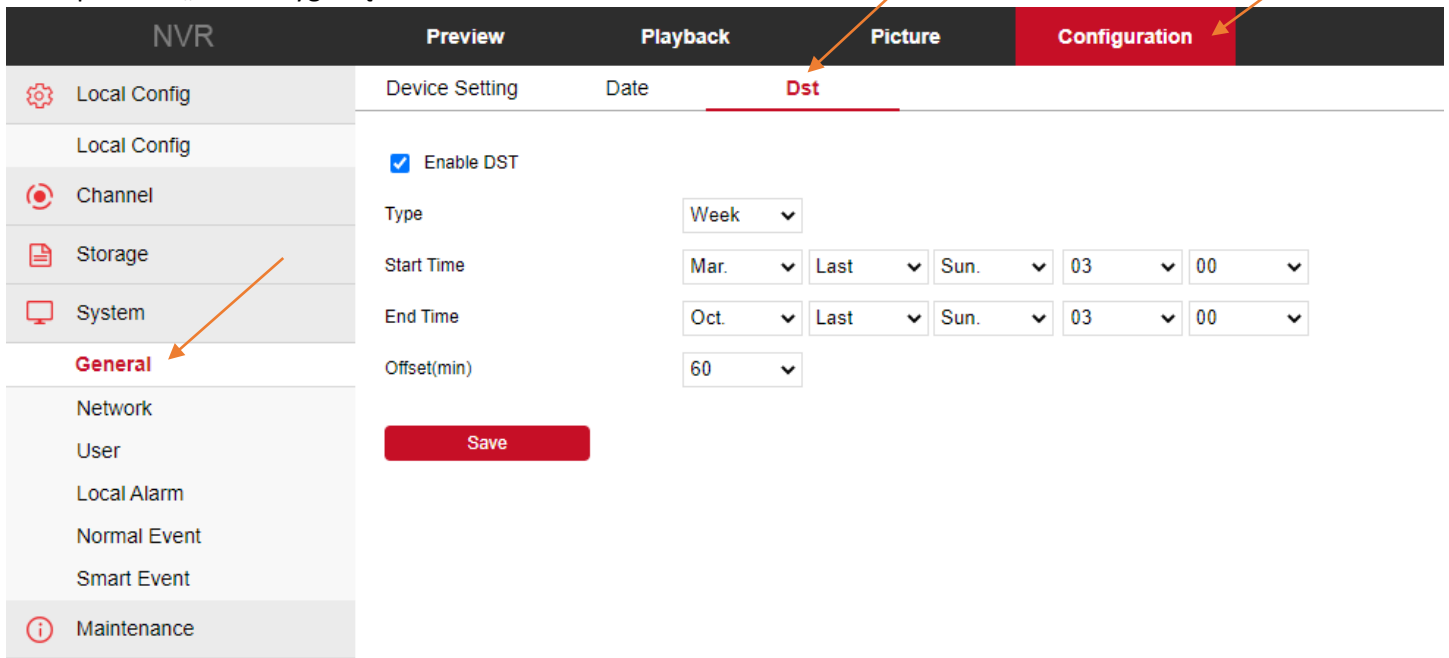 NVR Preview Playback Picture Configuration
Local Config
Local Config
Channel
Storage
System
General
Network
User
Local Alarm
Normal Event
Smart Event
Maintenance
Device Setting Date Dst
Enable DST
Type Week
Start Time Mar. Last Sun. 03 00
End Time Oct. Last Sun. 03 00
Offset(min) 60
Save